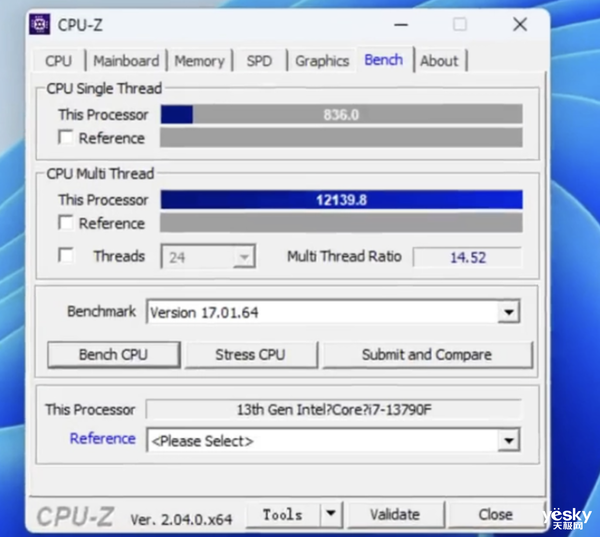 CPU-Z
CPU Mainboard Memory SPD Graphics Bench About
CPU Single Thread
This Processor 836.0
Reference
CPU Multi Thread
This Processor 12139.8
Reference
Threads 24 Multi Thread Ratio 14.52
Benchmark Version 17.01.64
Bench CPU Stress CPU Submit and Compare
This Processor 13th Gen Intel?Core?i7-13790F
Reference <Please Select>
CPU-Z Ver. 2.04.0.x64 Tools Validate Close
yësky
天极网